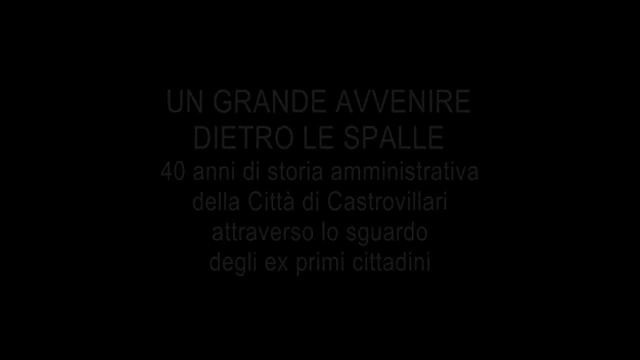 UN GRANDE AVVENIRE
DIETRO LE SPALLE
40 anni di storia amministrativa
della Città di Castrovillari
attraverso lo sguardo
degli ex primi cittadini